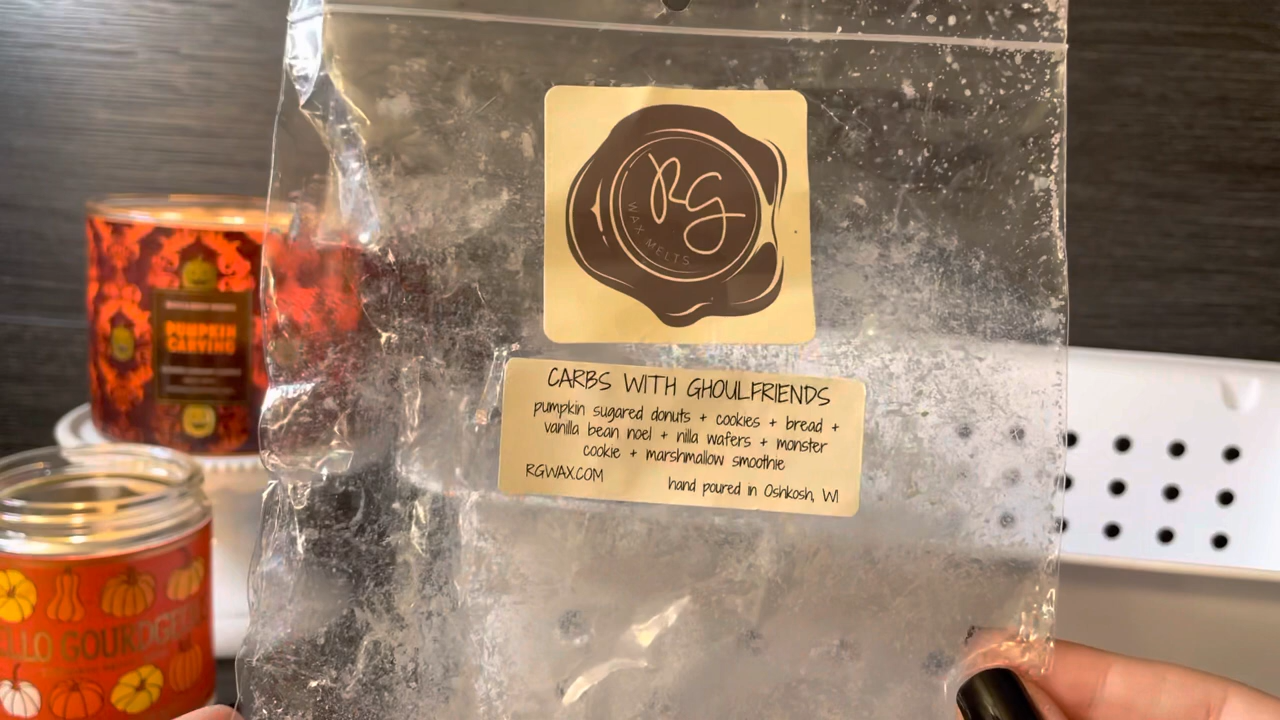 RG
WAX MELTS
CARBS WITH GHOULFRIENDS
pumpkin sugared donuts + cookies + bread +
vanilla bean noel + nilla wafers + monster
cookie + marshmallow smoothie
RGWAX.COM
hand poured in Oshkosh, WI
PUMPKIN
CARVING
LLO GOURDGE